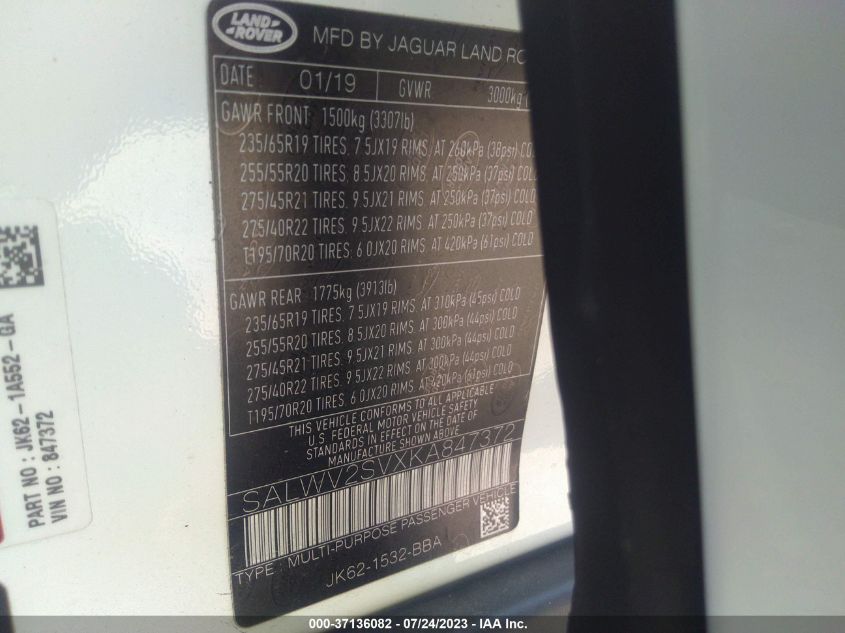 LAND
ROVER
MFD BY JAGUAR LAND
DATE 01/19 GVWR 3000kg
GAWR FRONT 1500kg (3307lb)
235/65R19 TIRES. 7 5JX19 RIMS. AT 260kPa (38psi) COLD
255/55R20 TIRES. 8 5JX20 RIMS. AT 250kPa (37psi) COLD
275/45R21 TIRES. 9 5JX21 RIMS. AT 250kPa (37psi) COLD
275/40R22 TIRES. 9 5JX22 RIMS. AT 250kPa (37psi) COLD
T195/70R20 TIRES. 6 0JX20 RIMS. AT 420kPa (61psi) COLD
GAWR REAR 1775kg (3913lb)
235/65R19 TIRES. 7 5JX19 RIMS. AT 310kPa (45psi) COLD
255/55R20 TIRES. 8 5JX20 RIMS. AT 300kPa (44psi) COLD
275/45R21 TIRES. 9 5JX21 RIMS. AT 300kPa (44psi) COLD
275/40R22 TIRES. 9 5JX22 RIMS. AT 300kPa (44psi) COLD
T195/70R20 TIRES. 6 0JX20 RIMS. AT 420kPa (61psi) COLD
THIS VEHICLE CONFORMS TO ALL APPLICABLE
U.S. FEDERAL MOTOR VEHICLE SAFETY
STANDARDS IN EFFECT ON THE DATE OF
MANUFACTURE SHOWN ABOVE
SALWV2SVXKA847372
TYPE : MULTI-PURPOSE PASSENGER VEHICLE
JK62-1532-BBA
PART NO : JK62-1A552-GA
VIN NO : 847372
000-37136082 / 07/24/2023 - IAA Inc.